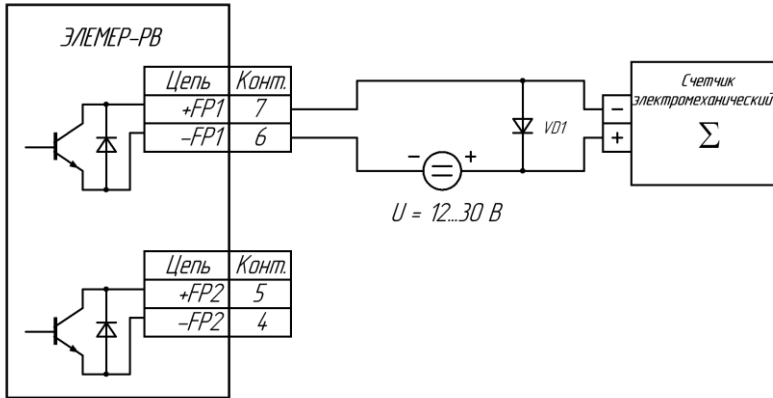 ЭЛЕМЕР-РВ
Цепь Конт.
+FP1 7
-FP1 6
- +
U = 12...30 В
VD1
Счетчик
электромеханический
-
+
Σ
Цепь Конт.
+FP2 5
-FP2 4